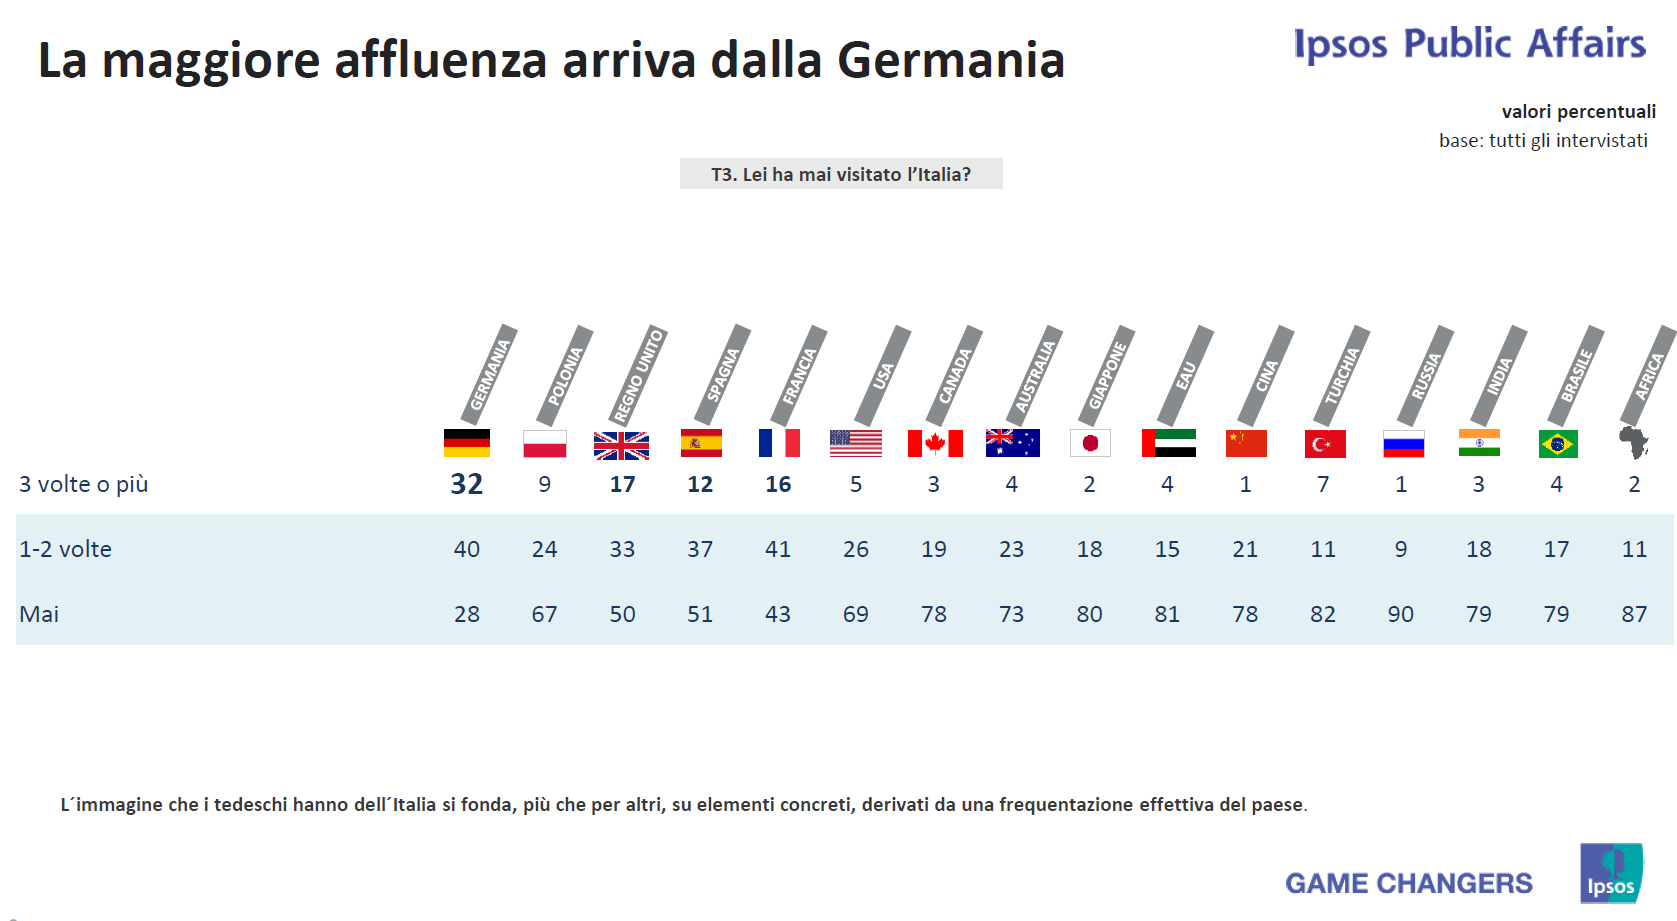 La maggiore affluenza arriva dalla Germania
Ipsos Public Affairs
valori percentuali
base: tutti gli intervistati
T3. Lei ha mai visitato l’Italia?
GERMANIA POLONIA REGNO UNITO SPAGNA FRANCIA USA CANADA AUSTRALIA GIAPPONE EAU CINA TURCHIA RUSSIA INDIA BRASILE AFRICA
3 volte o più 32 9 17 12 16 5 3 4 2 4 1 7 1 3 4 2
1-2 volte 40 24 33 37 41 26 19 23 18 15 21 11 9 18 17 11
Mai 28 67 50 51 43 69 78 73 80 81 78 82 90 79 79 87
L´immagine che i tedeschi hanno dell´Italia si fonda, più che per altri, su elementi concreti, derivati da una frequentazione effettiva del paese.
GAME CHANGERS
Ipsos